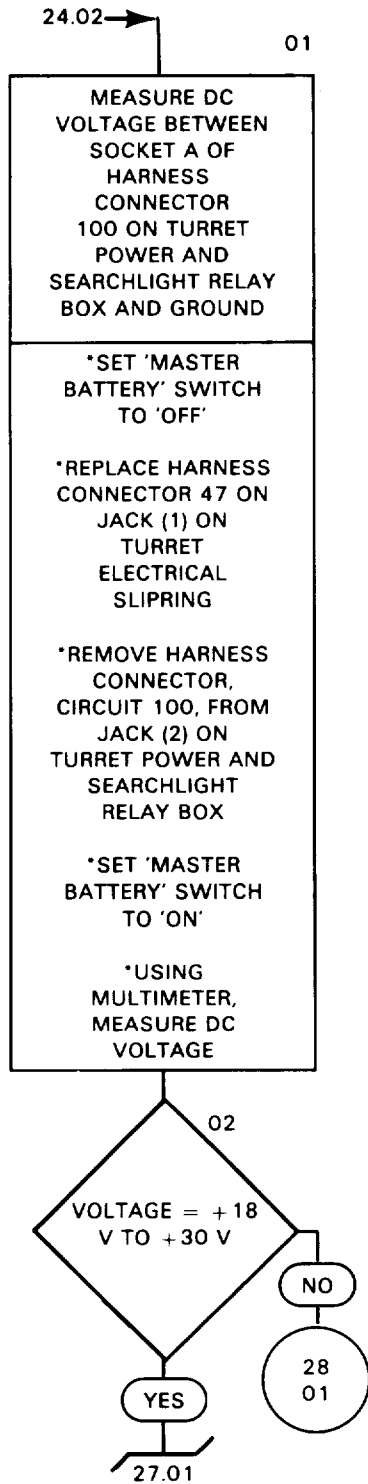 24.02
01
MEASURE DC
VOLTAGE BETWEEN
SOCKET A OF
HARNESS
CONNECTOR
100 ON TURRET
POWER AND
SEARCHLIGHT RELAY
BOX AND GROUND
*SET 'MASTER
BATTERY' SWITCH
TO 'OFF'
*REPLACE HARNESS
CONNECTOR 47 ON
JACK (1) ON
TURRET
ELECTRICAL
SLIPRING
*REMOVE HARNESS
CONNECTOR,
CIRCUIT 100, FROM
JACK (2) ON
TURRET POWER AND
SEARCHLIGHT
RELAY BOX
*SET 'MASTER
BATTERY' SWITCH
TO 'ON'
*USING
MULTIMETER,
MEASURE DC
VOLTAGE
02
VOLTAGE = +18
V TO +30 V
NO
28
01
YES
27.01